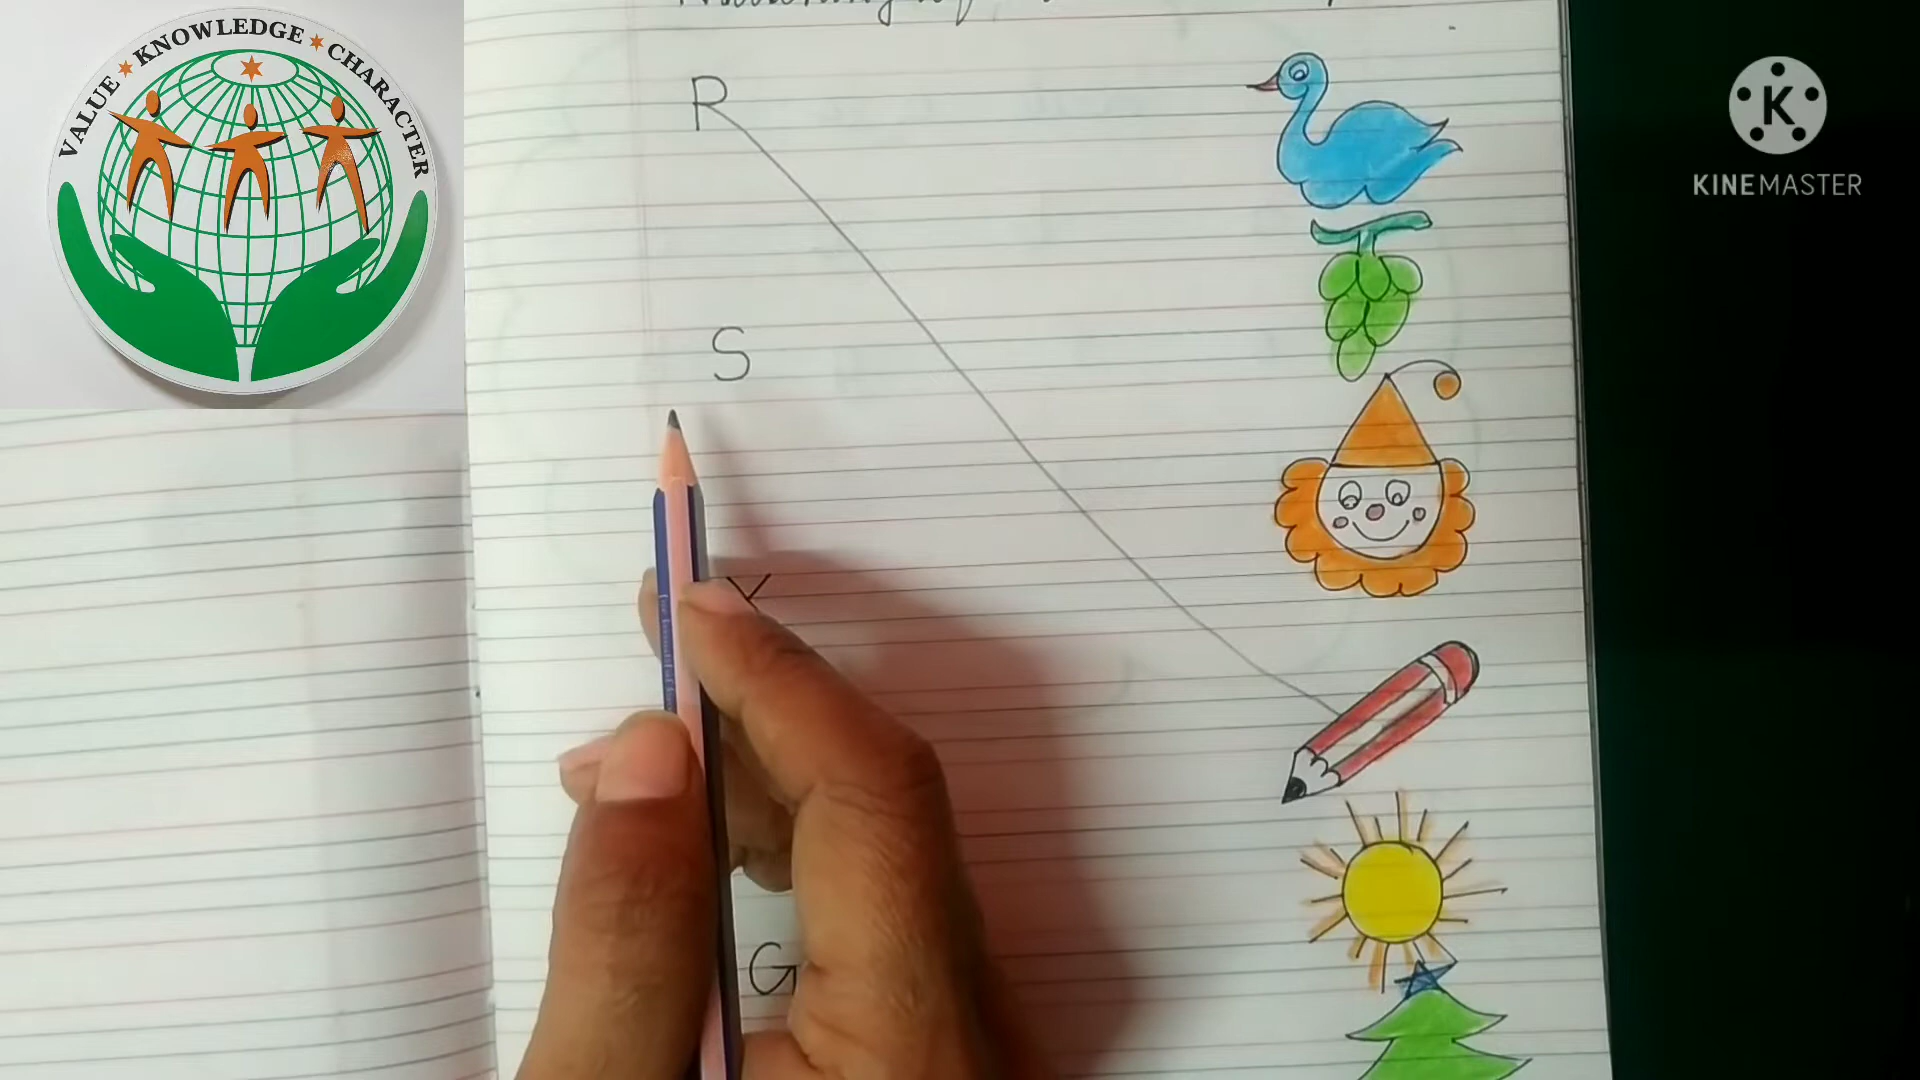 VALUE ★ KNOWLEDGE ★ CHARACTER
R
S
Y
G
K
KINEMASTER